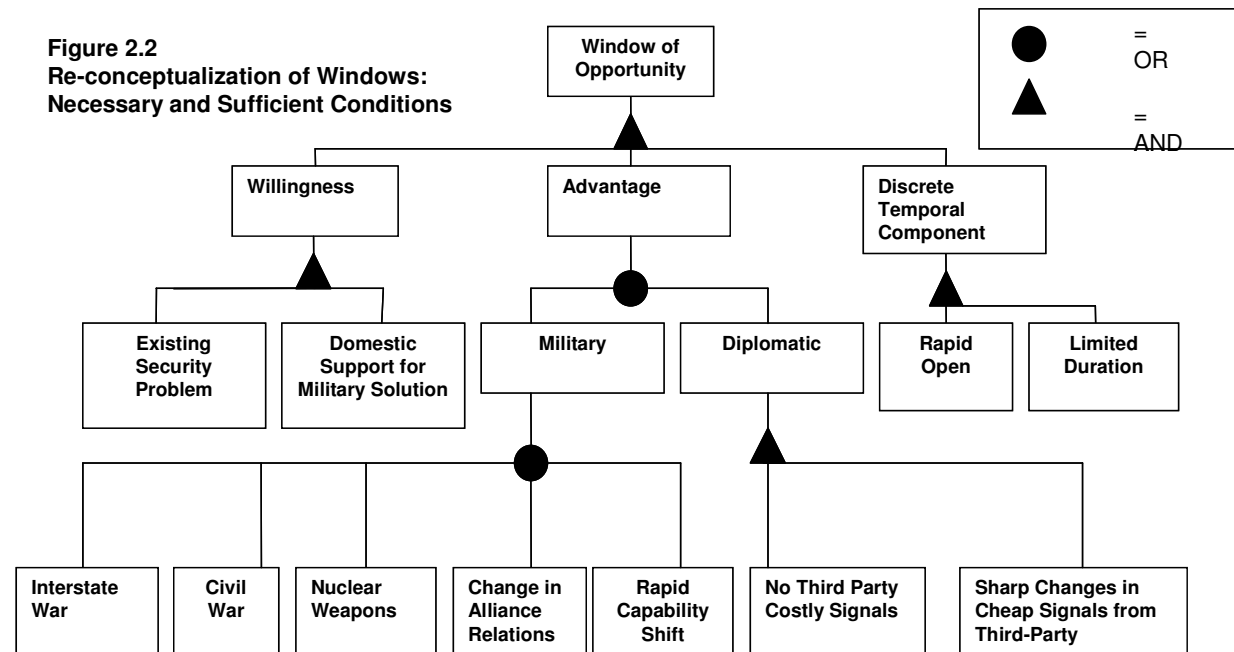 Figure 2.2
Re-conceptualization of Windows:
Necessary and Sufficient Conditions
Window of
Opportunity
=
OR
=
AND
Willingness
Advantage
Discrete
Temporal
Component
Existing
Security
Problem
Domestic
Support for
Military Solution
Military
Diplomatic
Rapid
Open
Limited
Duration
Interstate
War
Civil
War
Nuclear
Weapons
Change in
Alliance
Relations
Rapid
Capability
Shift
No Third Party
Costly Signals
Sharp Changes in
Cheap Signals from
Third-Party